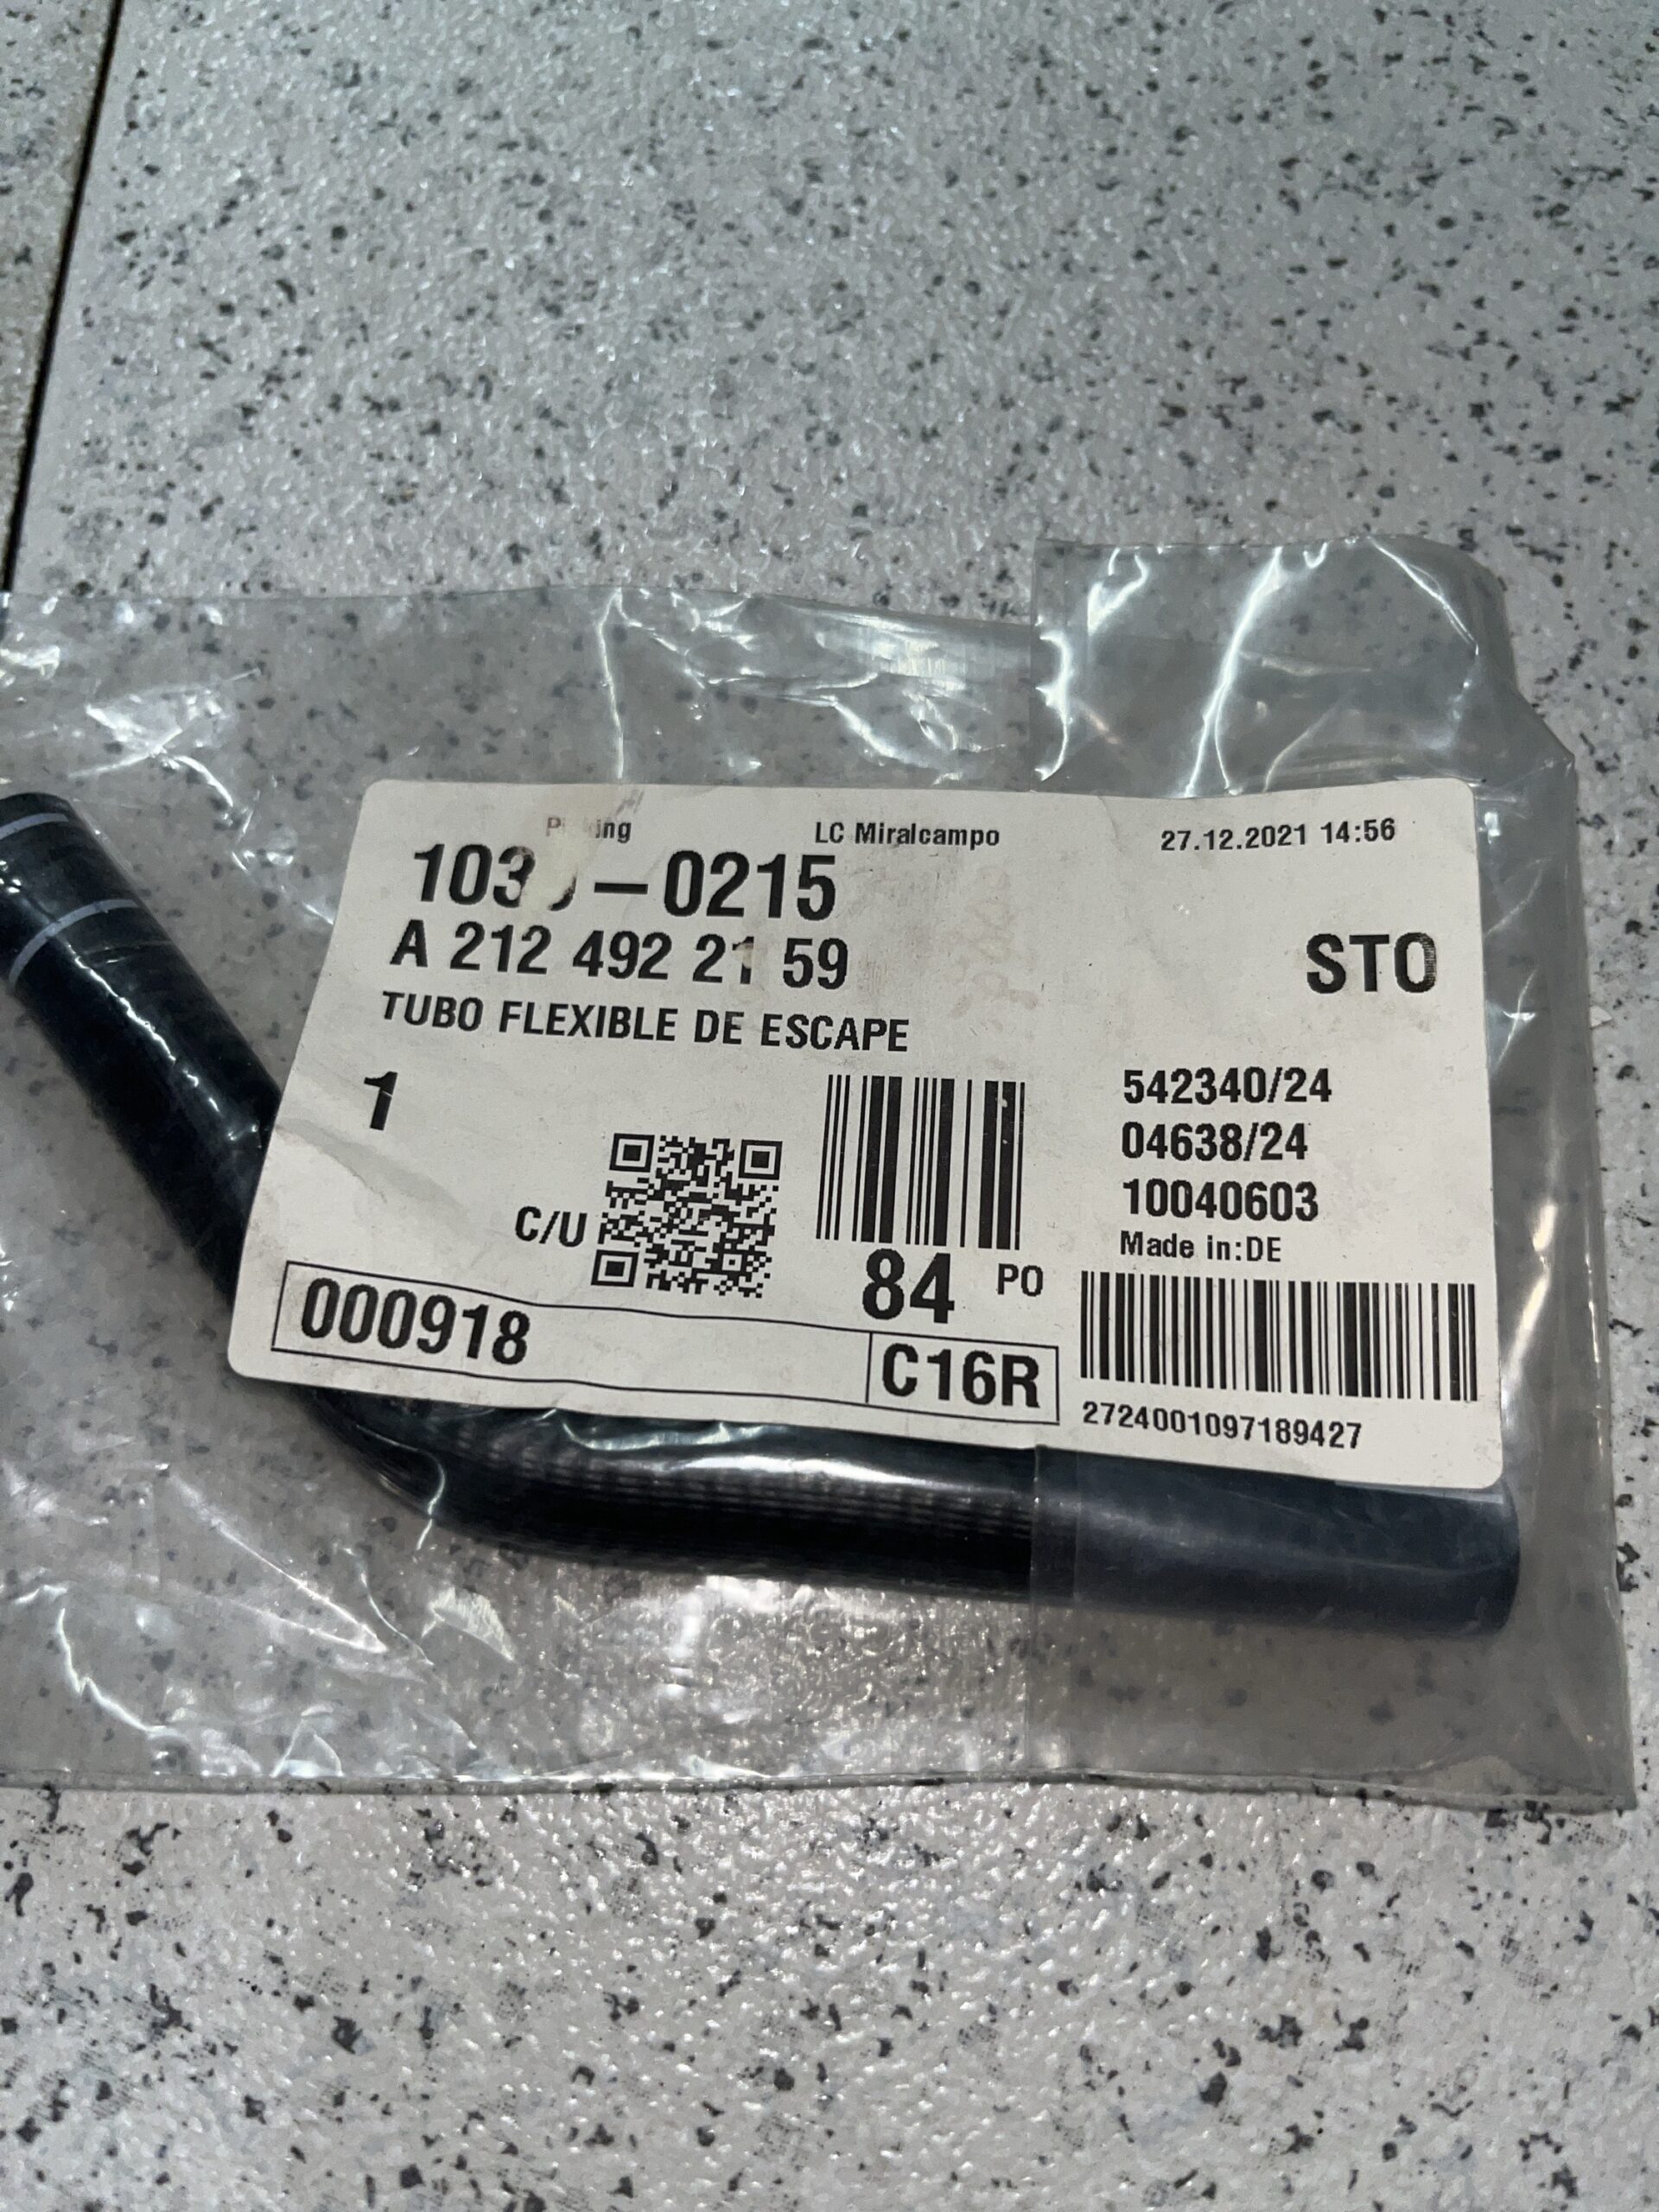 LC Miralcampo
27.12.2021 14:56
-0215
A 212 492 21 59
STO
TUBO FLEXIBLE DE ESCAPE
1
542340/24
04638/24
10040603
Made in:DE
C/U
84 PO
000918
C16R
2724001097189427